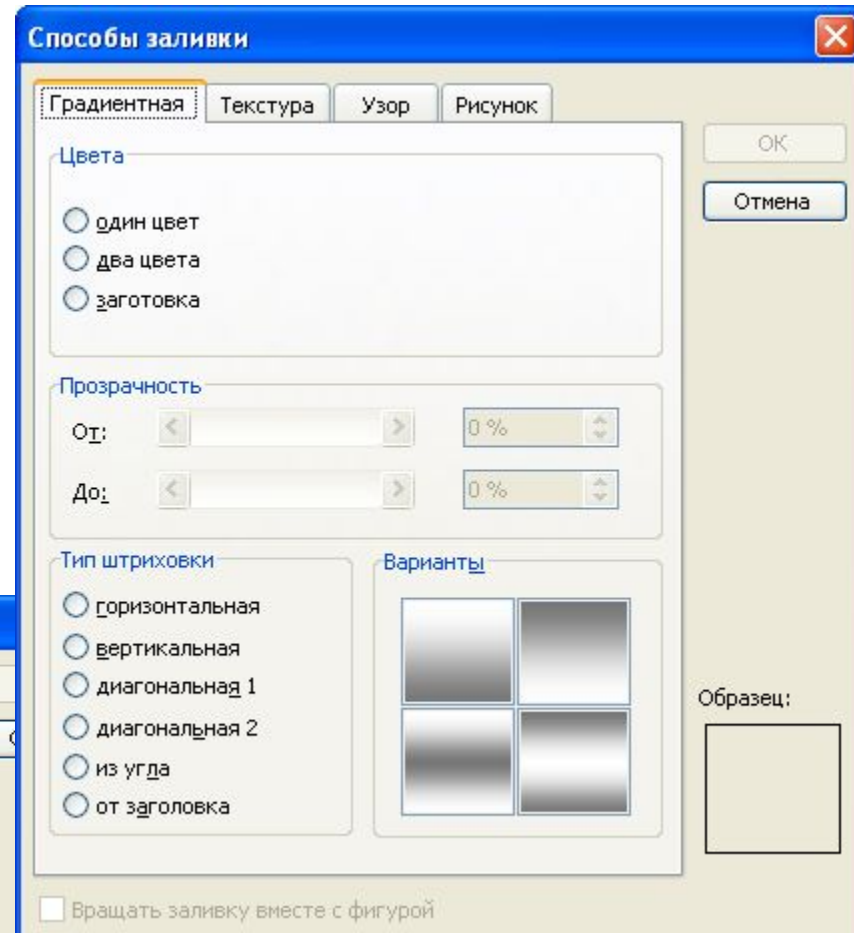 Способы заливки
Градиентная Текстура Узор Рисунок
ОК
Отмена
Цвета
один цвет
два цвета
заготовка
Прозрачность
От: 0 %
До: 0 %
Тип штриховки
горизонтальная
вертикальная
диагональная 1
диагональная 2
из угла
от заголовка
Варианты
Образец:
Вращать заливку вместе с фигурой